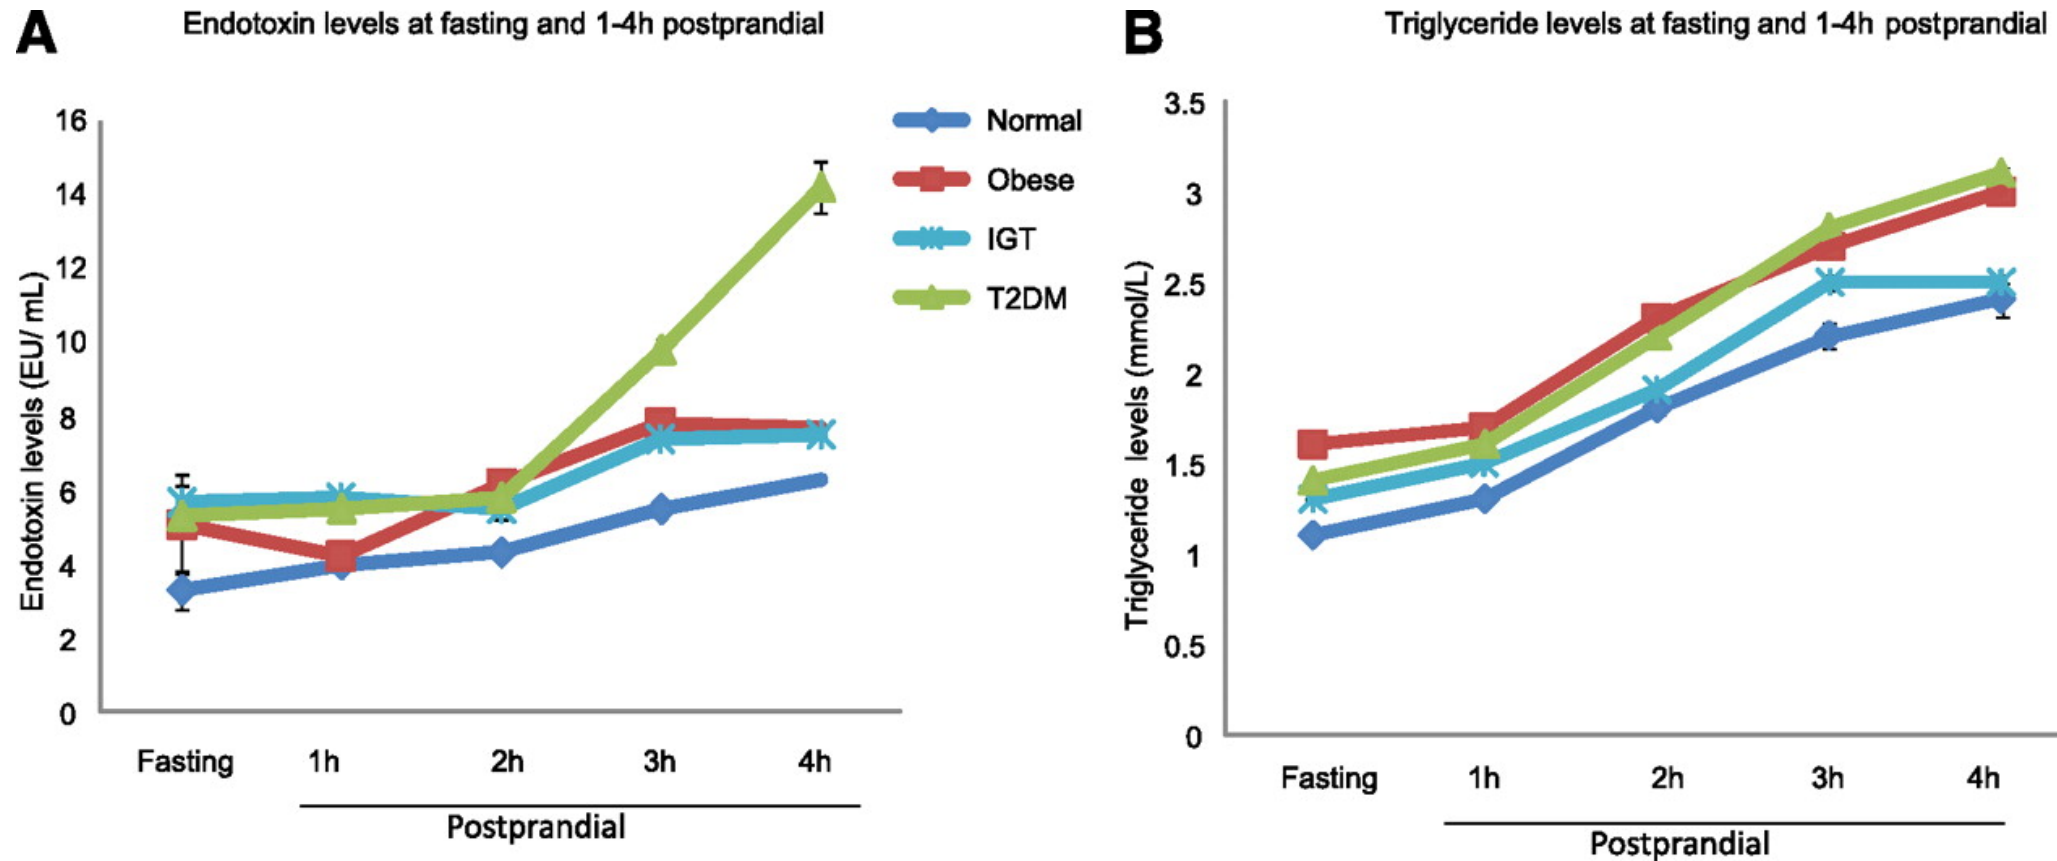 A
Endotoxin levels at fasting and 1-4h postprandial
Endotoxin levels (EU/ mL)
16
14
12
10
8
6
4
2
0
Fasting 1h 2h 3h 4h
Postprandial
Normal
Obese
IGT
T2DM
B
Triglyceride levels at fasting and 1-4h postprandial
Triglyceride levels (mmol/L)
3.5
3
2.5
2
1.5
1
0.5
0
Fasting 1h 2h 3h 4h
Postprandial